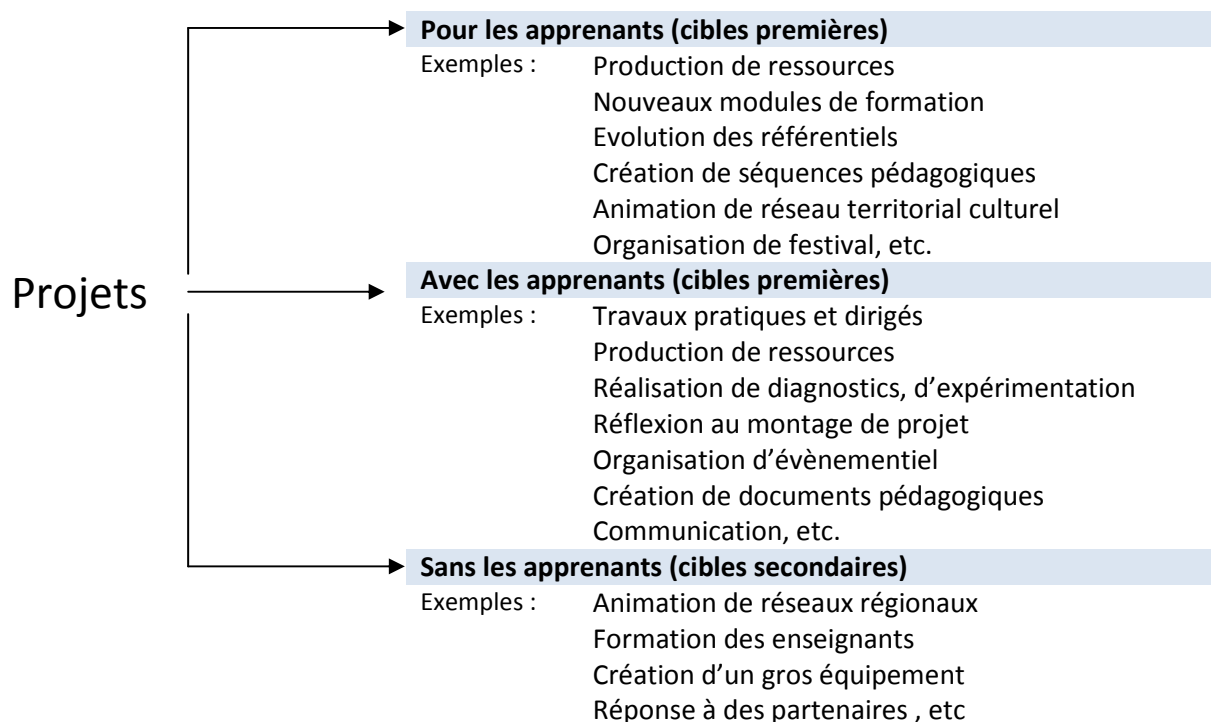 Pour les apprenants (cibles premières)
Exemples : Production de ressources
Nouveaux modules de formation
Evolution des référentiels
Création de séquences pédagogiques
Animation de réseau territorial culturel
Organisation de festival, etc.
Projets
Avec les apprenants (cibles premières)
Exemples : Travaux pratiques et dirigés
Production de ressources
Réalisation de diagnostics, d’expérimentation
Réflexion au montage de projet
Organisation d’évènementiel
Création de documents pédagogiques
Communication, etc.
Sans les apprenants (cibles secondaires)
Exemples : Animation de réseaux régionaux
Formation des enseignants
Création d’un gros équipement
Réponse à des partenaires , etc